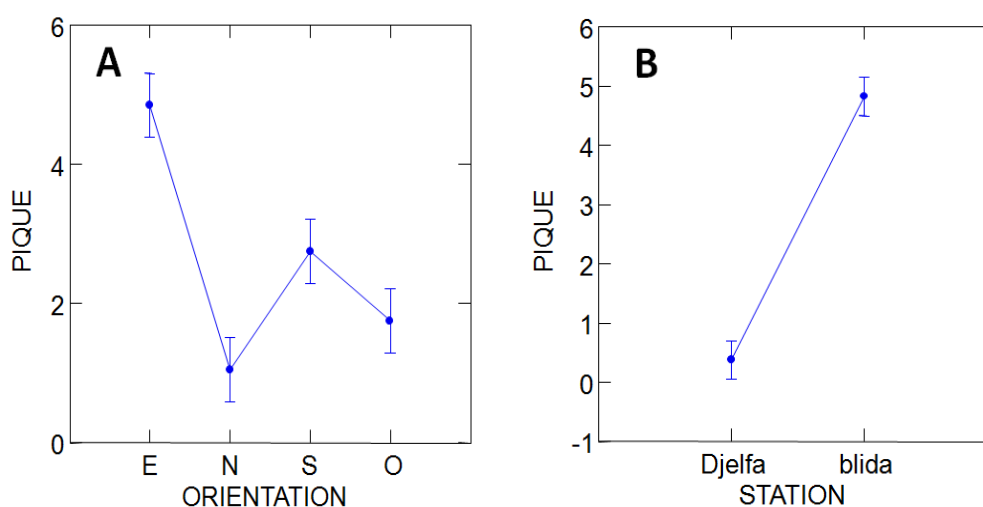 A
PIQUE
6
4
2
0
E N S O
ORIENTATION
B
PIQUE
6
5
4
3
2
1
0
-1
Djelfa blida
STATION